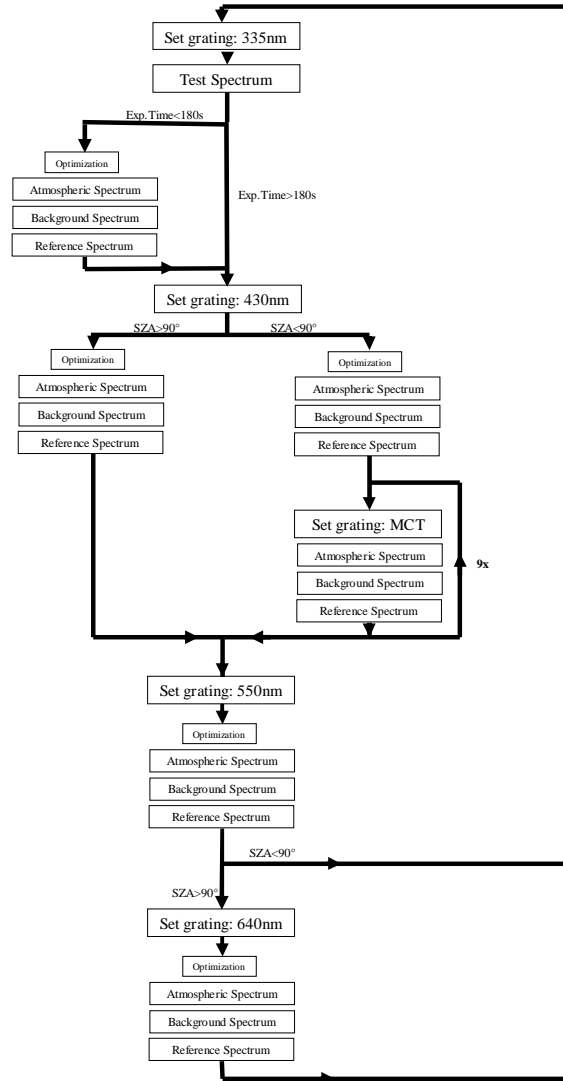 Set grating: 335nm
Test Spectrum
Exp.Time<180s
Optimization
Atmospheric Spectrum
Background Spectrum
Reference Spectrum
Exp.Time>180s
Set grating: 430nm
SZA>90°
SZA<90°
Optimization
Atmospheric Spectrum
Background Spectrum
Reference Spectrum
Optimization
Atmospheric Spectrum
Background Spectrum
Reference Spectrum
Set grating: MCT
Atmospheric Spectrum
Background Spectrum
Reference Spectrum
9x
Set grating: 550nm
Optimization
Atmospheric Spectrum
Background Spectrum
Reference Spectrum
SZA<90°
SZA>90°
Set grating: 640nm
Optimization
Atmospheric Spectrum
Background Spectrum
Reference Spectrum